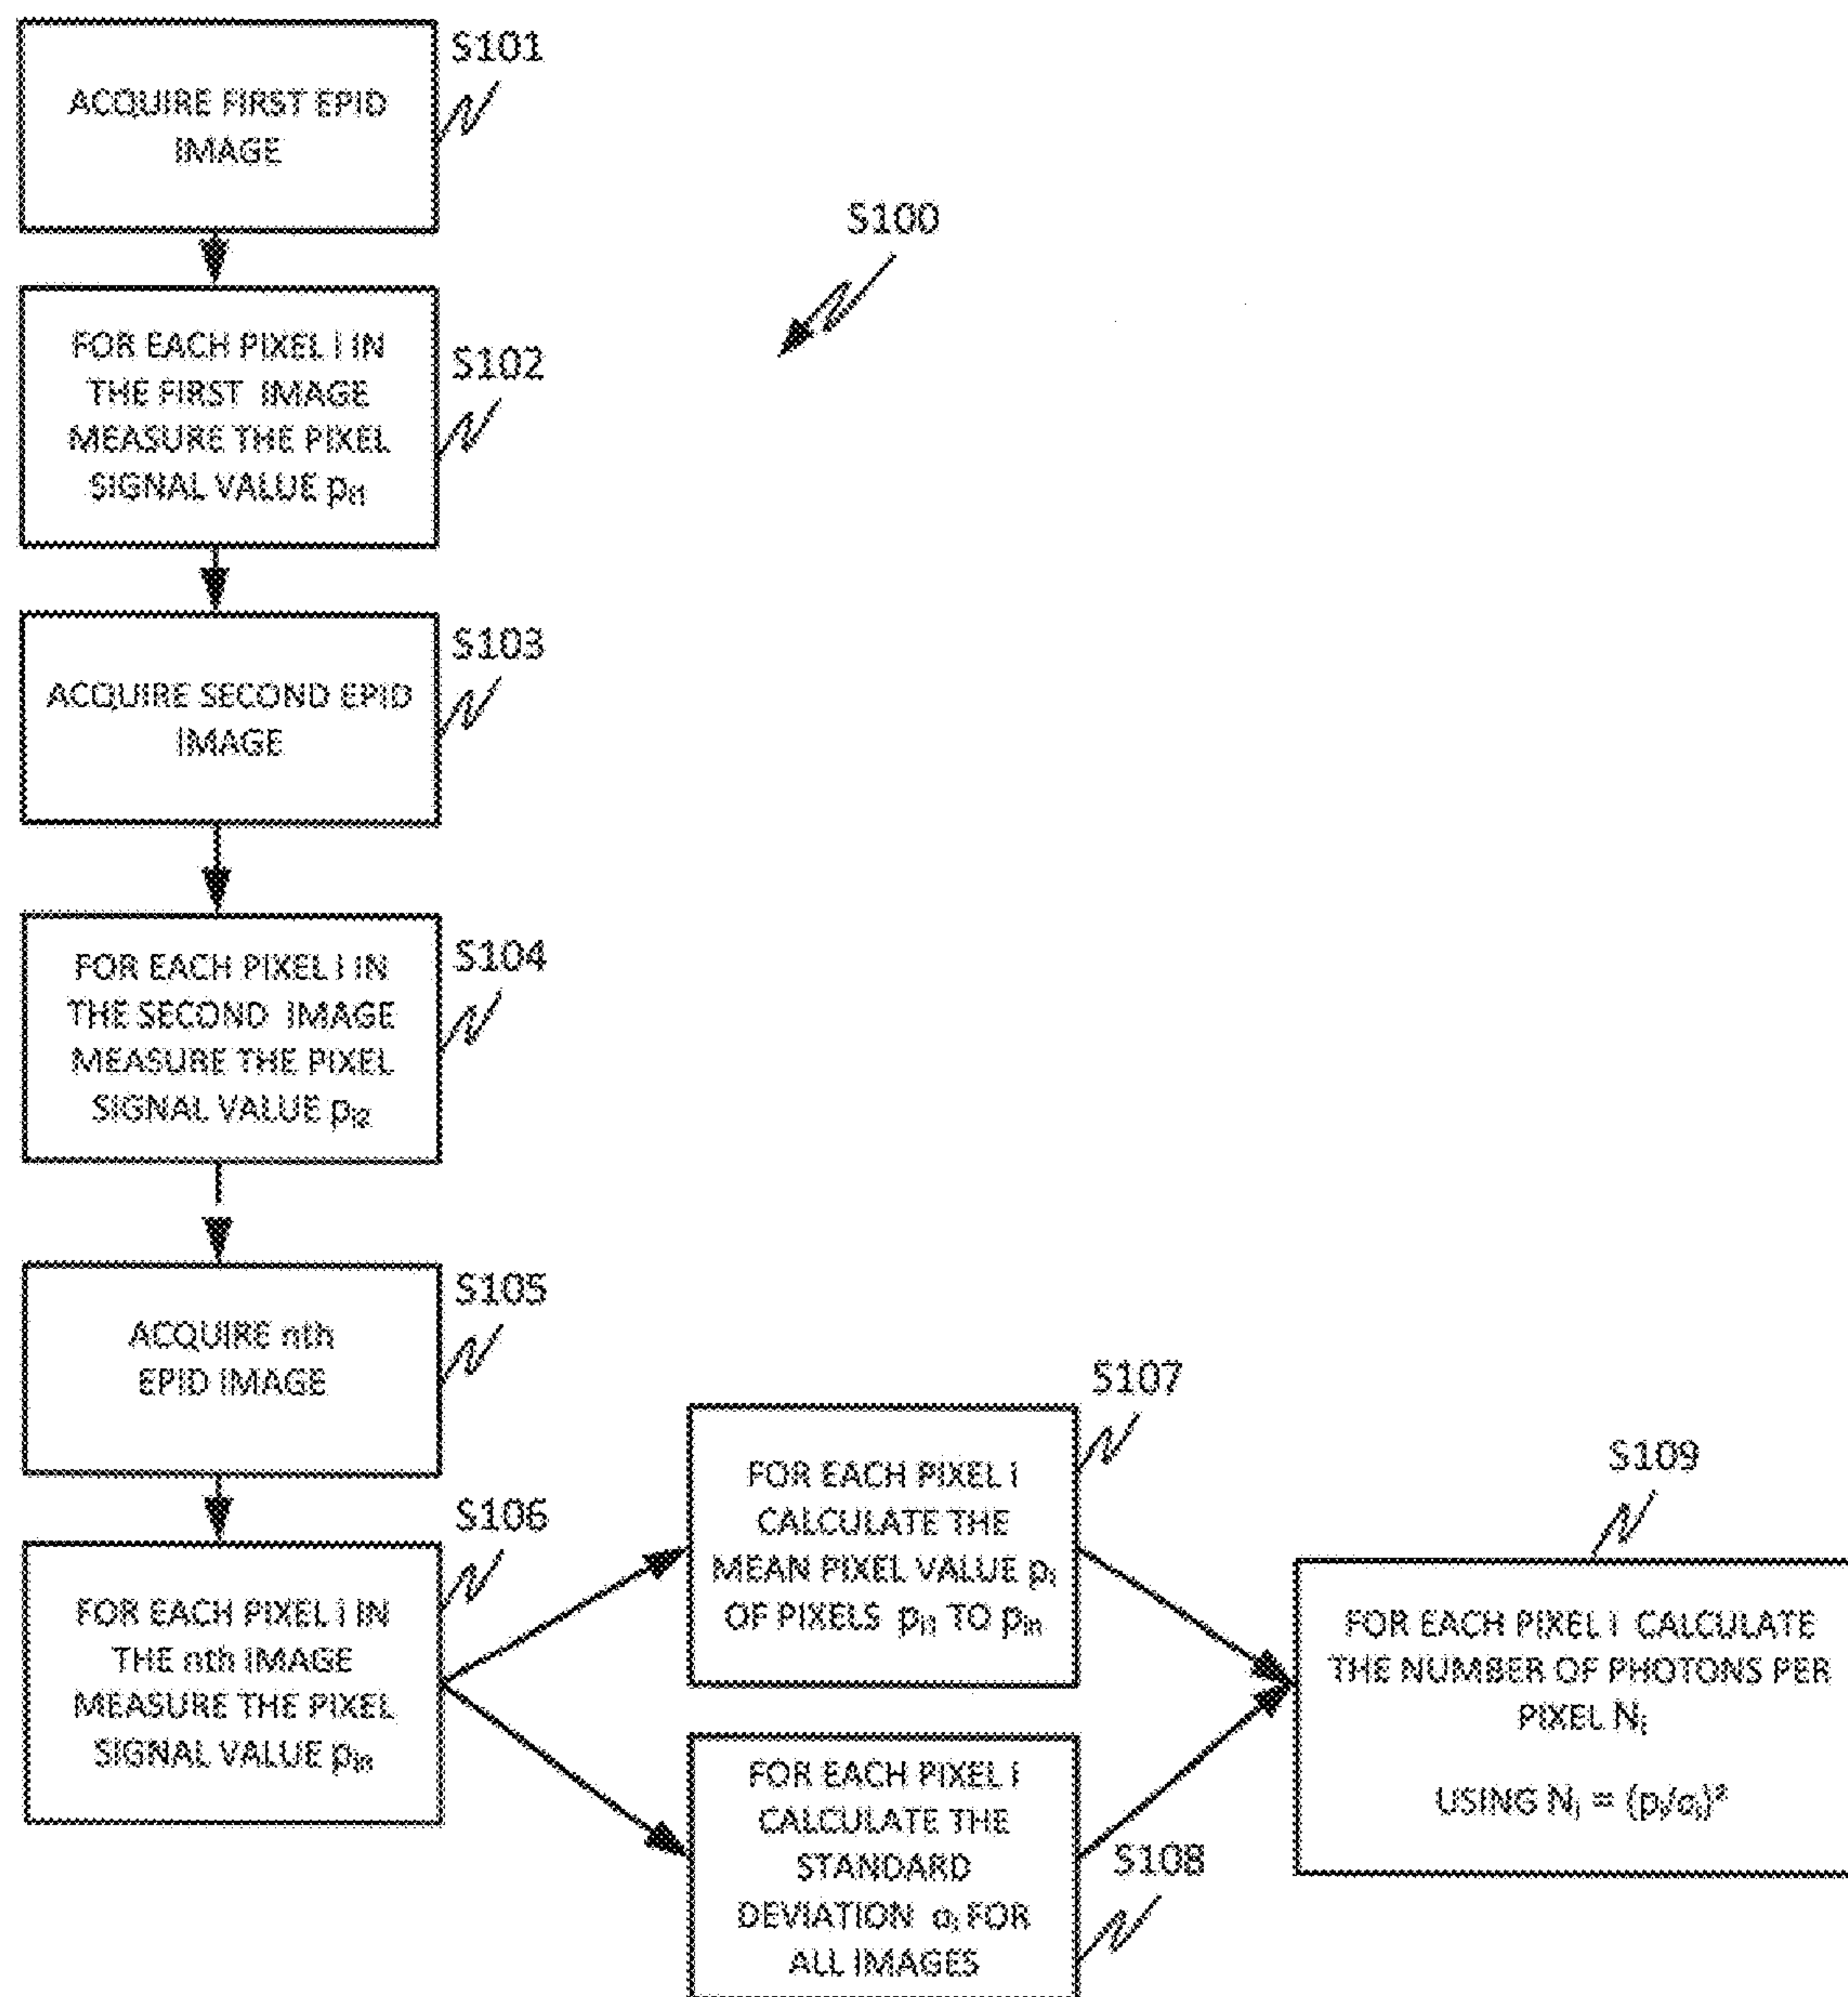 S101
ACQUIRE FIRST EPID
IMAGE
S100
S102
FOR EACH PIXEL i IN
THE FIRST IMAGE
MEASURE THE PIXEL
SIGNAL VALUE pi1
S103
ACQUIRE SECOND EPID
IMAGE
S104
FOR EACH PIXEL i IN
THE SECOND IMAGE
MEASURE THE PIXEL
SIGNAL VALUE pi2
S105
ACQUIRE nth
EPID IMAGE
S106
FOR EACH PIXEL i IN
THE nth IMAGE
MEASURE THE PIXEL
SIGNAL VALUE pin
S107
FOR EACH PIXEL i
CALCULATE THE
MEAN PIXEL VALUE pi
OF PIXELS pi1 TO pin
FOR EACH PIXEL i
CALCULATE THE
STANDARD
DEVIATION σi FOR
ALL IMAGES
S108
S109
FOR EACH PIXEL i CALCULATE
THE NUMBER OF PHOTONS PER
PIXEL Ni
USING Ni = (pi/σi)²